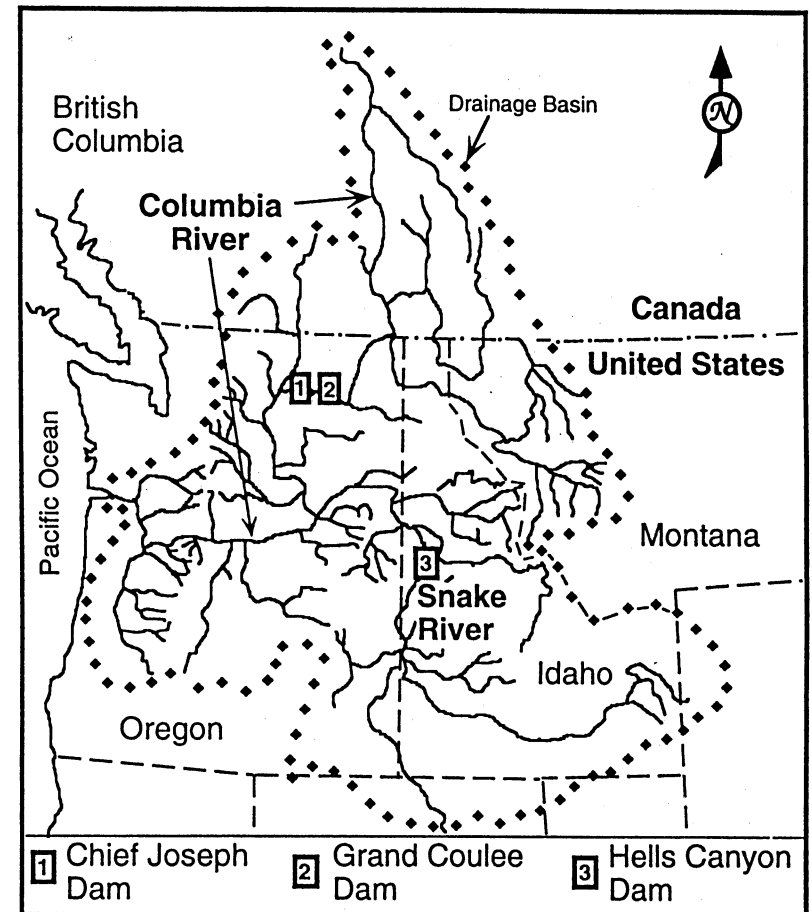 British
Columbia
Drainage Basin
N
Columbia
River
Canada
United States
1 2
Pacific Ocean
Montana
3
Snake
River
Idaho
Oregon
1 Chief Joseph
Dam
2 Grand Coulee
Dam
3 Hells Canyon
Dam